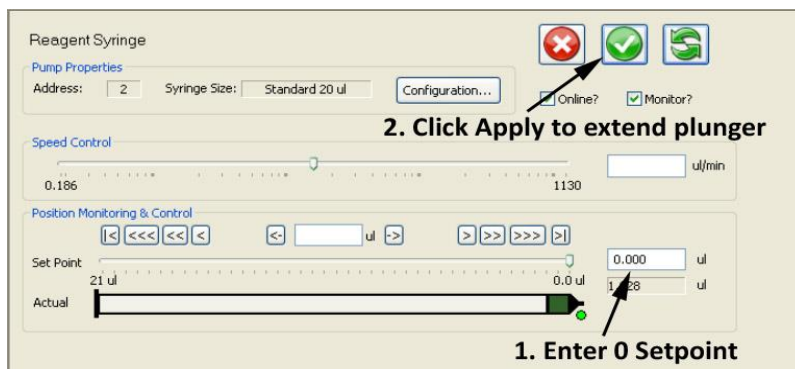 Reagent Syringe
Pump Properties
Address: 2 Syringe Size: Standard 20 ul Configuration...
Online? Monitor?
2. Click Apply to extend plunger
Speed Control
0.186 1130 ul/min
Position Monitoring & Control
|< <<< << < <- ul -> > >> >>> >|
Set Point 0.000 ul
21 ul 0.0 ul
ul
Actual
1. Enter 0 Setpoint